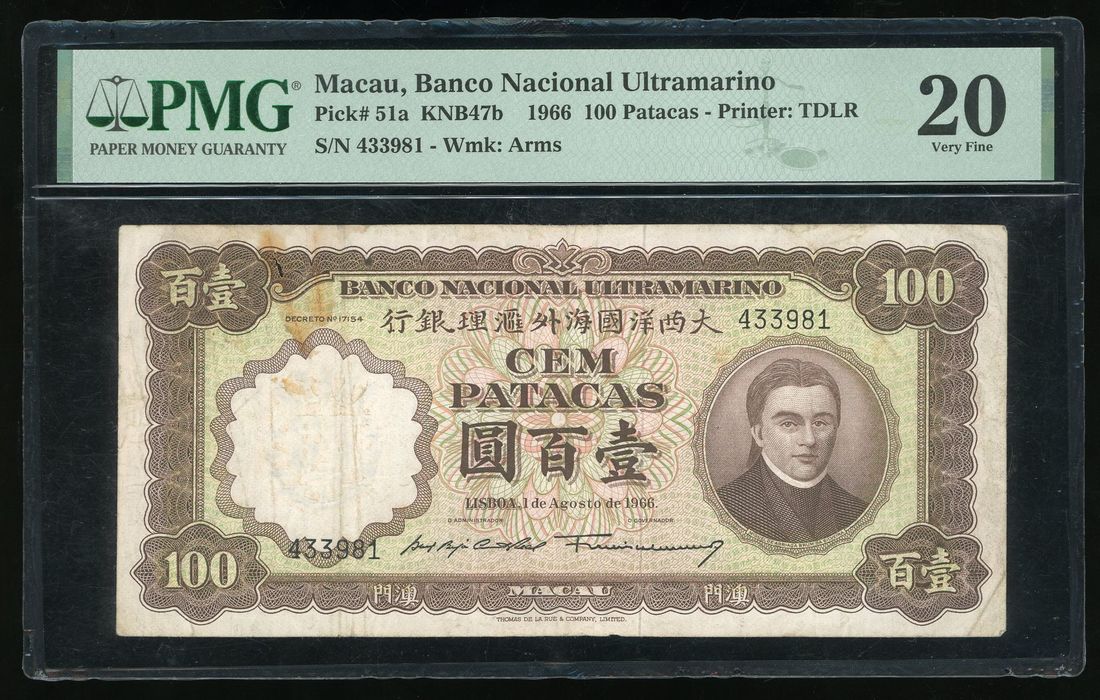 PMG®
PAPER MONEY GUARANTY
Macau, Banco Nacional Ultramarino
Pick# 51a KNB47b 1966 100 Patacas - Printer: TDLR
S/N 433981 - Wmk: Arms
20
Very Fine
百壹
100
BANCO NACIONAL ULTRAMARINO
DECRETO Nº 17154
行銀理滙外海國洋西大
433981
CEM
PATACAS
圓百壹
LISBOA, 1 de Agosto de 1966.
O ADMINISTRADOR
O GOVERNADOR
433981
100
百壹
門澳
MACAU
門澳
THOMAS DE LA RUE & COMPANY, LIMITED.